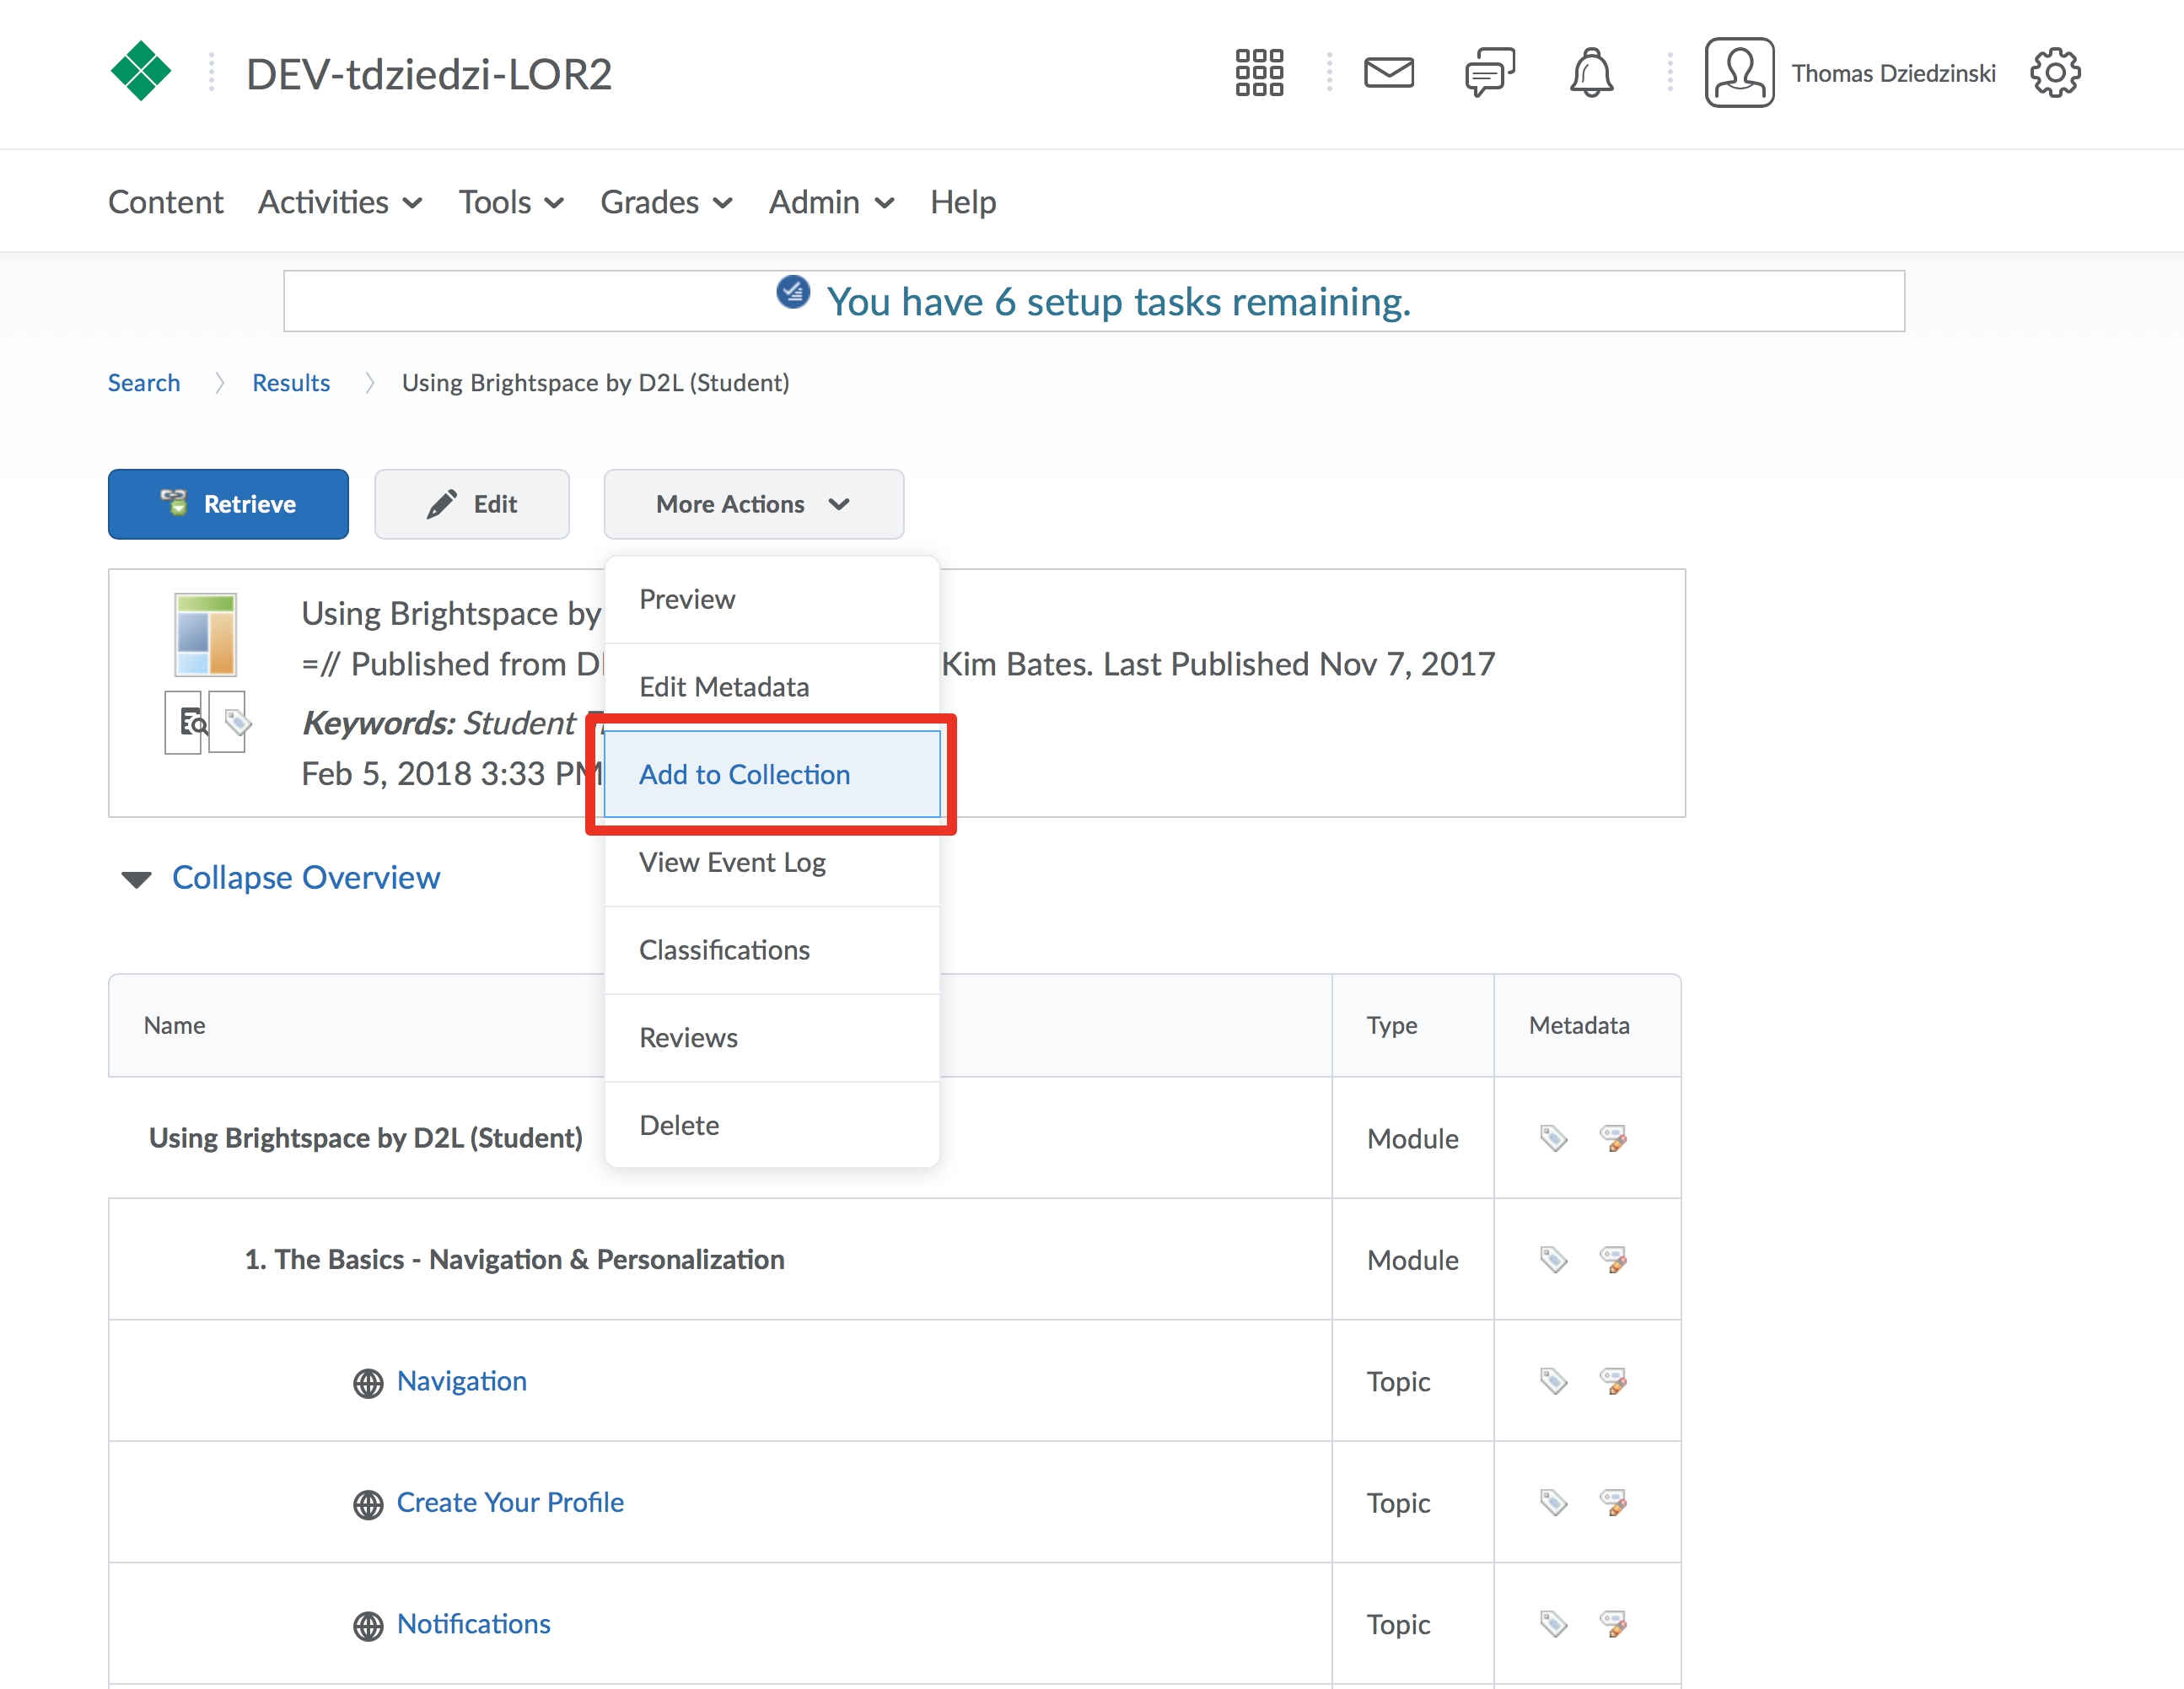 DEV-tdziedzi-LOR2
Thomas Dziedzinski
Content Activities Tools Grades Admin Help
You have 6 setup tasks remaining.
Search Results Using Brightspace by D2L (Student)
Retrieve Edit More Actions
Preview
Edit Metadata
Add to Collection
View Event Log
Classifications
Reviews
Delete
Using Brightspace by
=// Published from Kim Bates. Last Published Nov 7, 2017
Keywords: Student
Feb 5, 2018 3:33 PM
Collapse Overview
Name Type Metadata
Using Brightspace by D2L (Student) Module
1. The Basics - Navigation & Personalization Module
Navigation Topic
Create Your Profile Topic
Notifications Topic